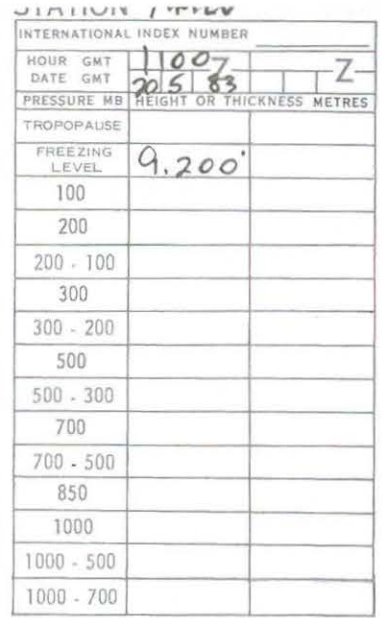 STATION
INTERNATIONAL INDEX NUMBER
HOUR GMT 1100Z Z
DATE GMT 20 5 83
PRESSURE MB HEIGHT OR THICKNESS METRES
TROPOPAUSE
FREEZING LEVEL 9.200'
100
200
200 - 100
300
300 - 200
500
500 - 300
700
700 - 500
850
1000
1000 - 500
1000 - 700